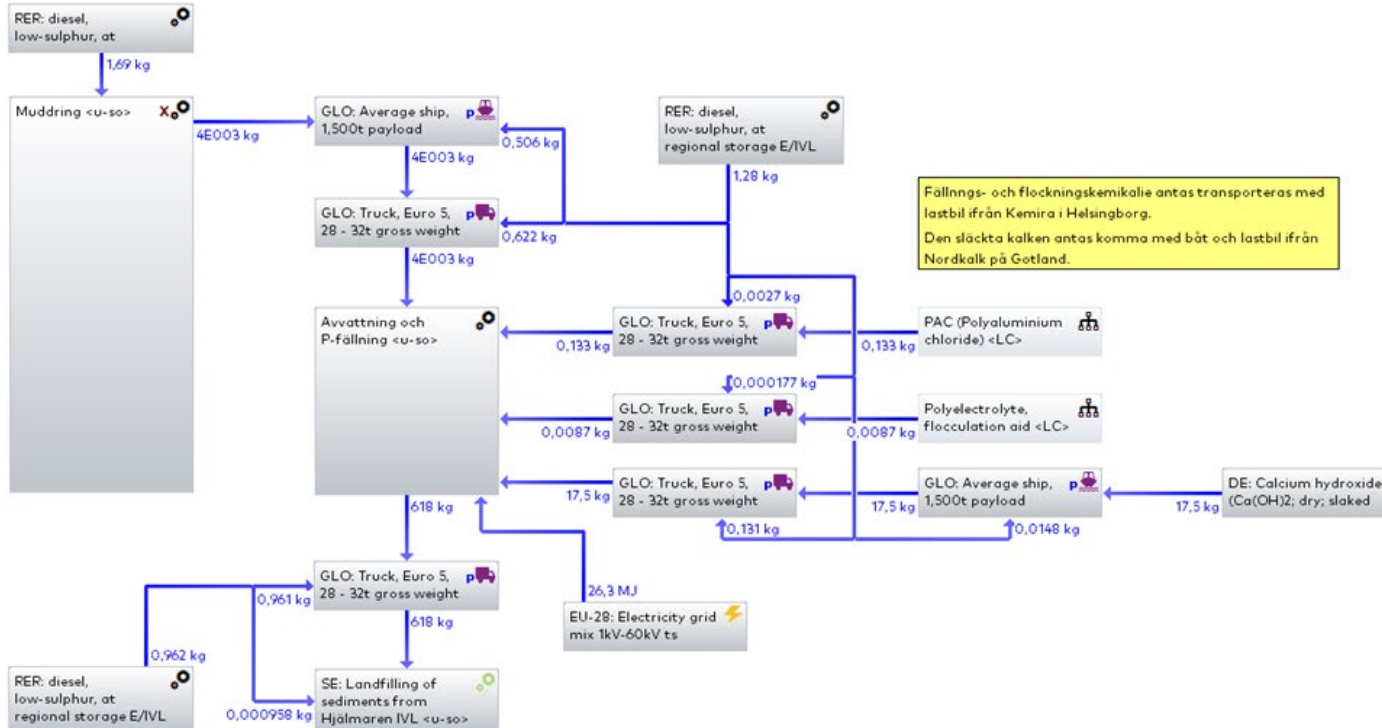 RER: diesel,
low-sulphur, at
1,69 kg
Muddring <u-so> X
4E003 kg
GLO: Average ship, p
1,500t payload
0,506 kg
4E003 kg
RER: diesel,
low-sulphur, at
regional storage E/IVL
1,28 kg
GLO: Truck, Euro 5, p
28 - 32t gross weight
0,622 kg
4E003 kg
Fällnngs- och flockningskemikalie antas transporteras med
lastbil ifrån Kemira i Helsingborg.
Den släckta kalken antas komma med båt och lastbil ifrån
Nordkalk på Gotland.
Avvattning och
P-fällning <u-so>
0,0027 kg
GLO: Truck, Euro 5, p
28 - 32t gross weight
0,133 kg
0,133 kg
PAC (Polyaluminium
chloride) <LC>
0,000177 kg
GLO: Truck, Euro 5, p
28 - 32t gross weight
0,0087 kg
0,0087 kg
Polyelectrolyte,
flocculation aid <LC>
GLO: Truck, Euro 5, p
28 - 32t gross weight
17,5 kg
0,131 kg
17,5 kg
GLO: Average ship, p
1,500t payload
0,0148 kg
17,5 kg
DE: Calcium hydroxide
(Ca(OH)2; dry; slaked
618 kg
GLO: Truck, Euro 5, p
28 - 32t gross weight
0,961 kg
618 kg
26,3 MJ
EU-28: Electricity grid
mix 1kV-60kV ts
0,962 kg
RER: diesel,
low-sulphur, at
regional storage E/IVL
0,000958 kg
SE: Landfilling of
sediments from
Hjälmaren IVL <u-so>